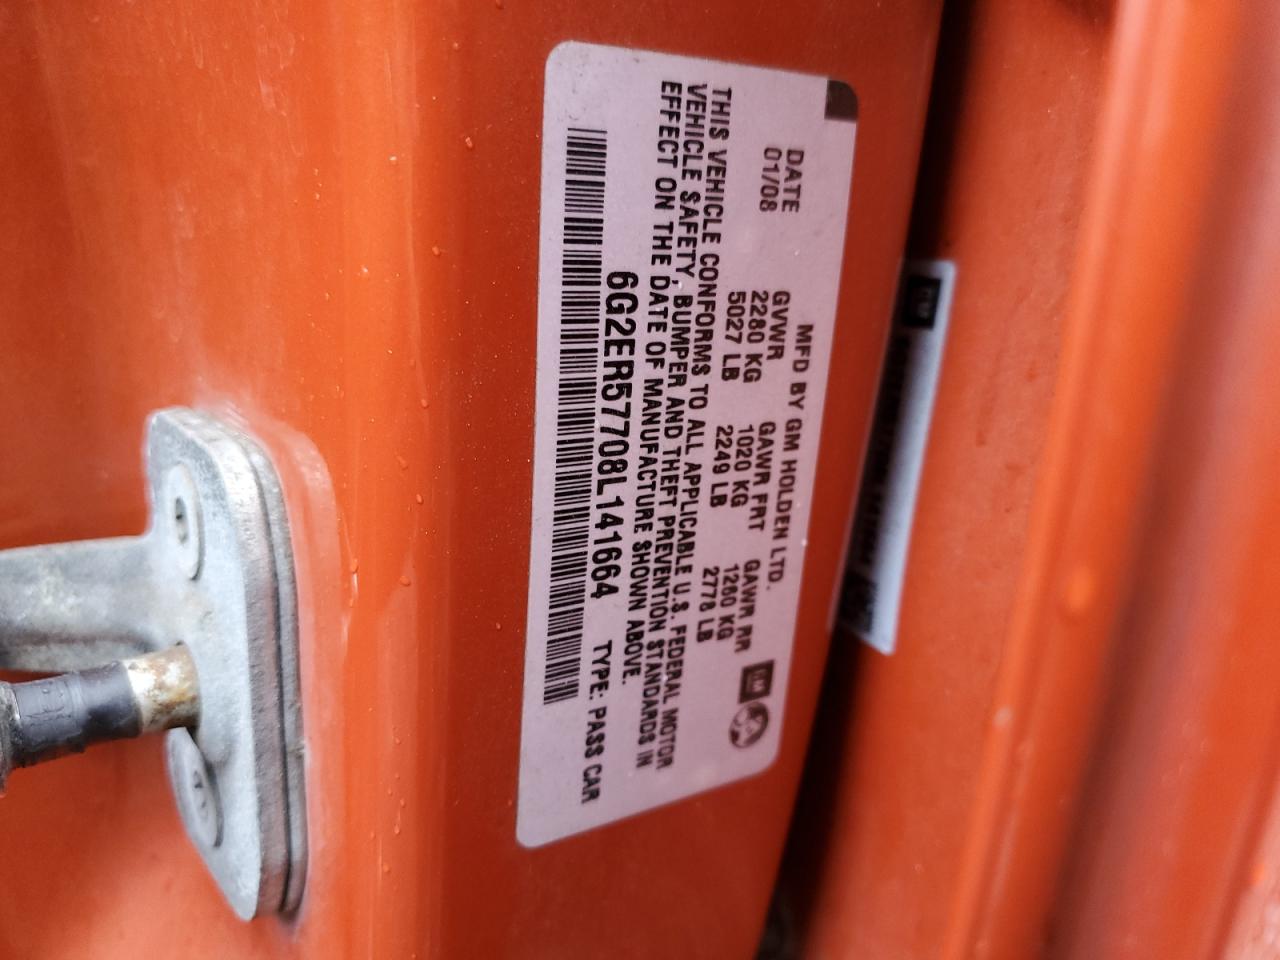 MFD BY GM HOLDEN LTD.
DATE GVWR GAWR FRT GAWR RR
01/08 2280 KG 1020 KG 1260 KG
5027 LB 2249 LB 2778 LB
THIS VEHICLE CONFORMS TO ALL APPLICABLE U.S. FEDERAL MOTOR
VEHICLE SAFETY, BUMPER AND THEFT PREVENTION STANDARDS IN
EFFECT ON THE DATE OF MANUFACTURE SHOWN ABOVE.
6G2ER57708L141664 TYPE: PASS CAR
GM